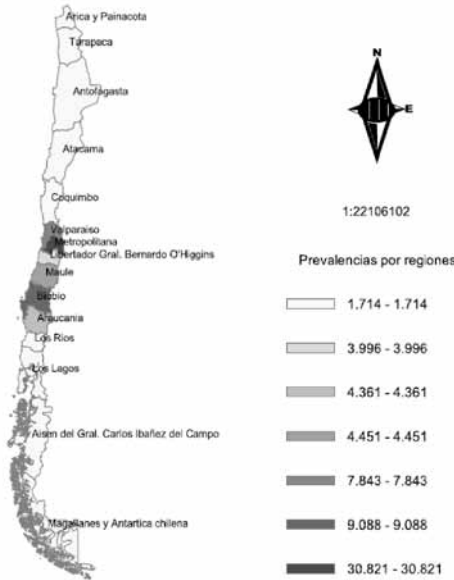 Arica y Painacota
Tarapaca
Antofagasta
Atacama
Coquimbo
Valparaiso
Metropolitana
Libertador Gral. Bernardo O'Higgins
Maule
Biobio
Araucania
Los Rios
Los Lagos
Aisen del Gral. Carlos Ibañez del Campo
Magallanes y Antartica chilena
N
E
1:22106102
Prevalencias por regiones
1.714 - 1.714
3.996 - 3.996
4.361 - 4.361
4.451 - 4.451
7.843 - 7.843
9.088 - 9.088
30.821 - 30.821